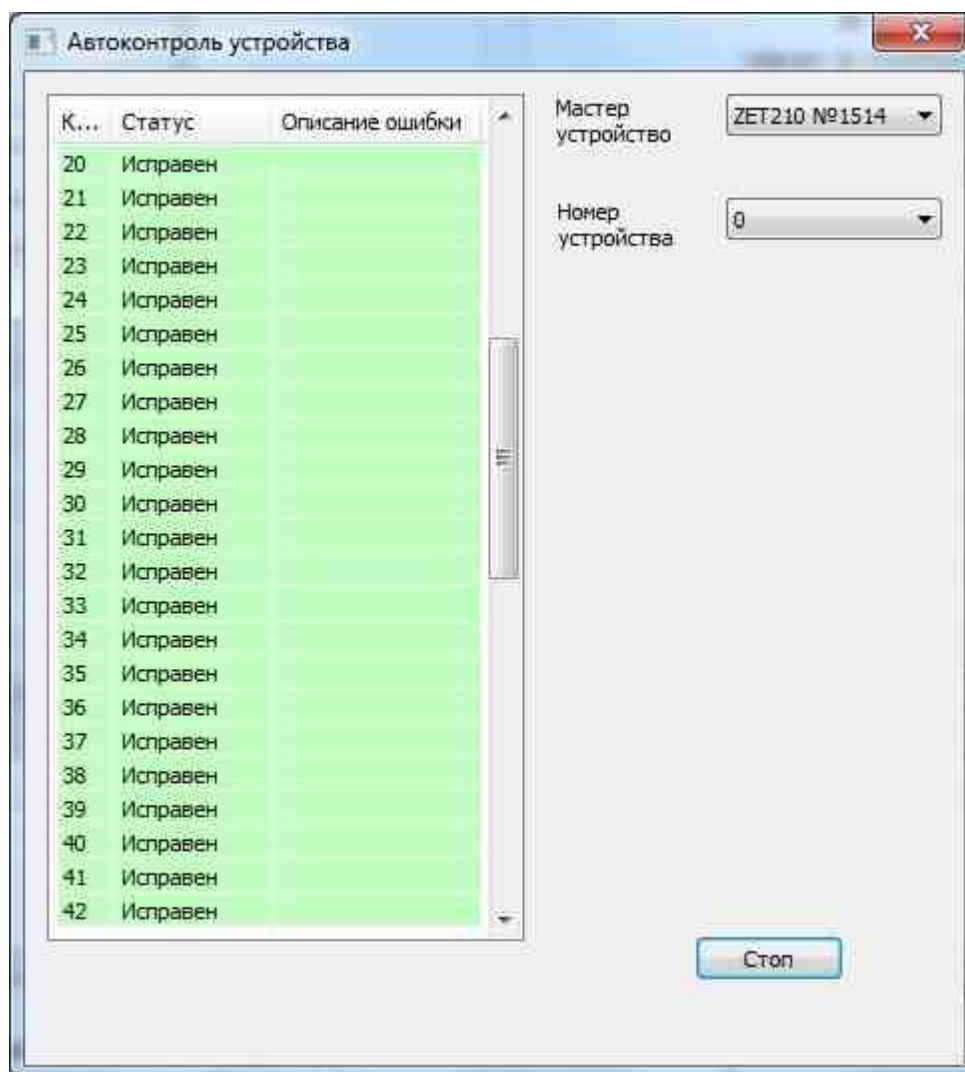 Автоконтроль устройства
К... Статус Описание ошибки
20 Исправен
21 Исправен
22 Исправен
23 Исправен
24 Исправен
25 Исправен
26 Исправен
27 Исправен
28 Исправен
29 Исправен
30 Исправен
31 Исправен
32 Исправен
33 Исправен
34 Исправен
35 Исправен
36 Исправен
37 Исправен
38 Исправен
39 Исправен
40 Исправен
41 Исправен
42 Исправен
Мастер
устройство
ZET210 №1514
Номер
устройства
0
Стоп